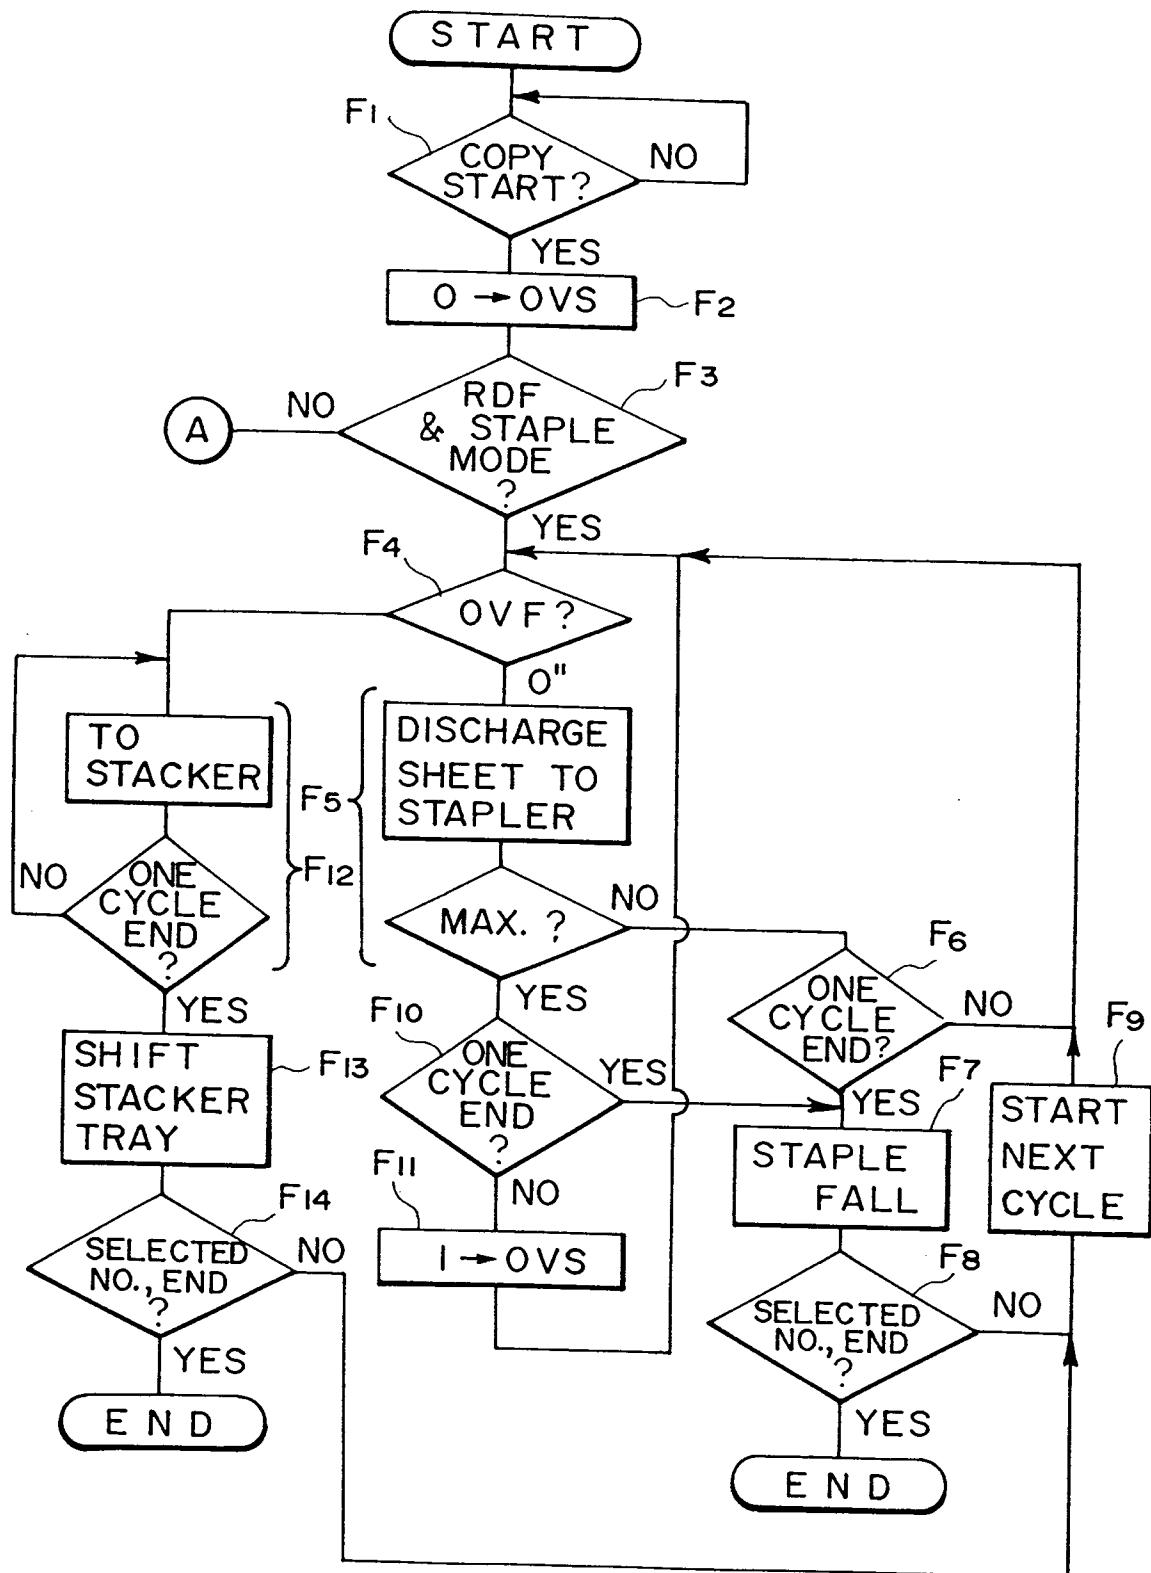 START
F1
COPY
START?
NO
YES
0 → OVS
F2
F3
RDF
& STAPLE
MODE
?
NO
A
YES
F4
OVF?
0"
TO
STACKER
F12
F5
DISCHARGE
SHEET TO
STAPLER
NO
ONE
CYCLE
END
?
YES
MAX. ?
NO
YES
F6
ONE
CYCLE
END?
NO
YES
F10
ONE
CYCLE
END
?
YES
NO
F9
START
NEXT
CYCLE
F7
STAPLE
FALL
SHIFT
STACKER
TRAY
F13
F11
1 → OVS
F14
SELECTED
NO., END
?
NO
YES
END
F8
SELECTED
NO., END
?
NO
YES
END